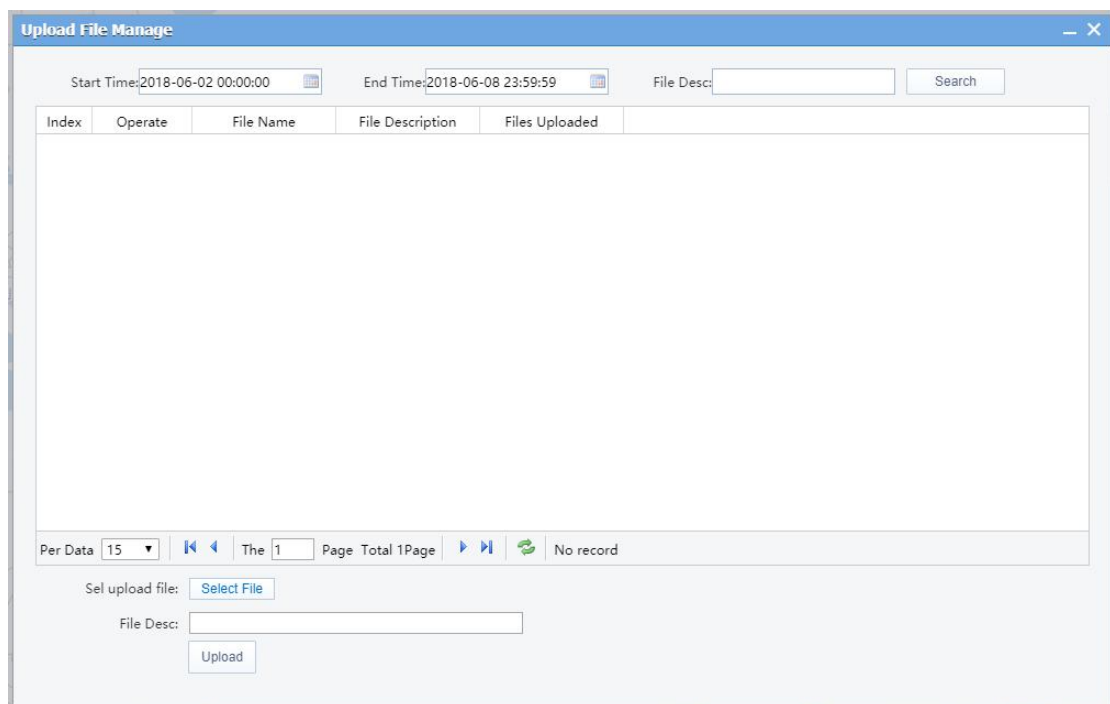 Upload File Manage
Start Time: 2018-06-02 00:00:00 End Time: 2018-06-08 23:59:59 File Desc: Search
Index Operate File Name File Description Files Uploaded
Per Data 15 The 1 Page Total 1Page No record
Sel upload file: Select File
File Desc:
Upload